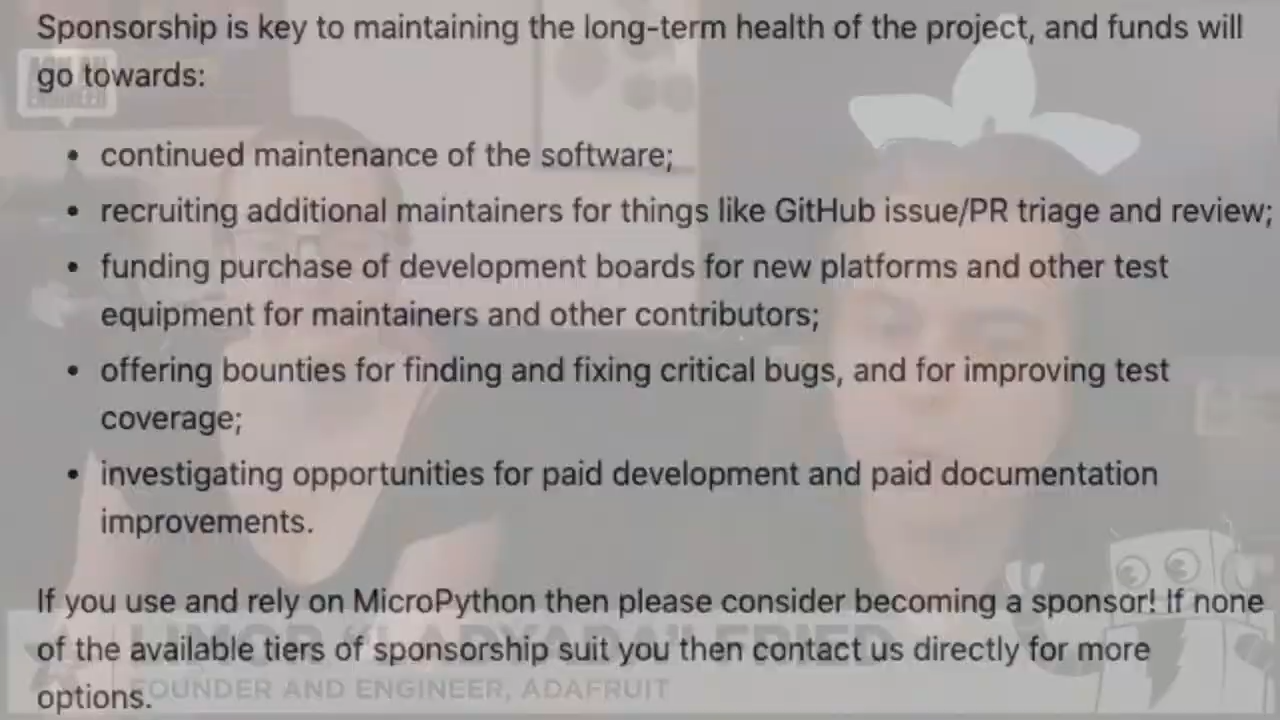 Sponsorship is key to maintaining the long-term health of the project, and funds will
go towards:
• continued maintenance of the software;
• recruiting additional maintainers for things like GitHub issue/PR triage and review;
• funding purchase of development boards for new platforms and other test
equipment for maintainers and other contributors;
• offering bounties for finding and fixing critical bugs, and for improving test
coverage;
• investigating opportunities for paid development and paid documentation
improvements.
If you use and rely on MicroPython then please consider becoming a sponsor! If none
of the available tiers of sponsorship suit you then contact us directly for more
options.
LIMOR “LADYADA” FRIED
FOUNDER AND ENGINEER, ADAFRUIT